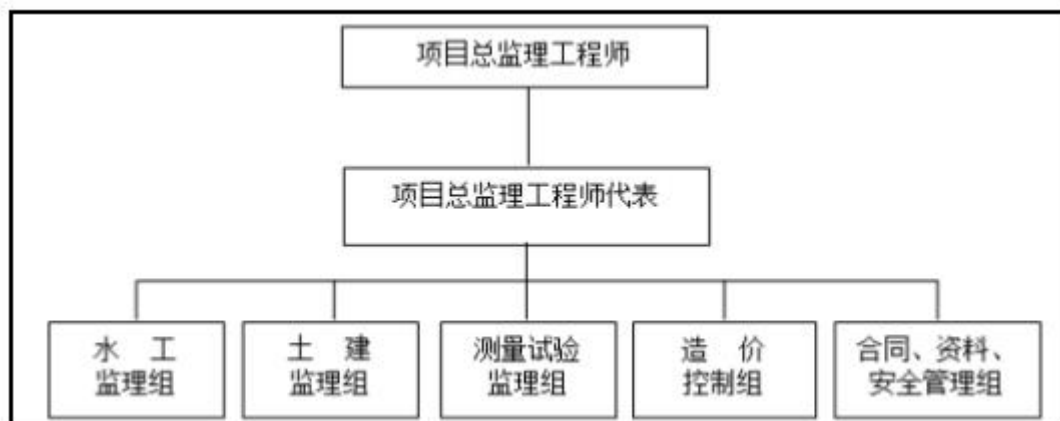 项目总监理工程师
项目总监理工程师代表
水 工
监理组
土 建
监理组
测量试验
监理组
造 价
控制组
合同、资料、
安全管理组